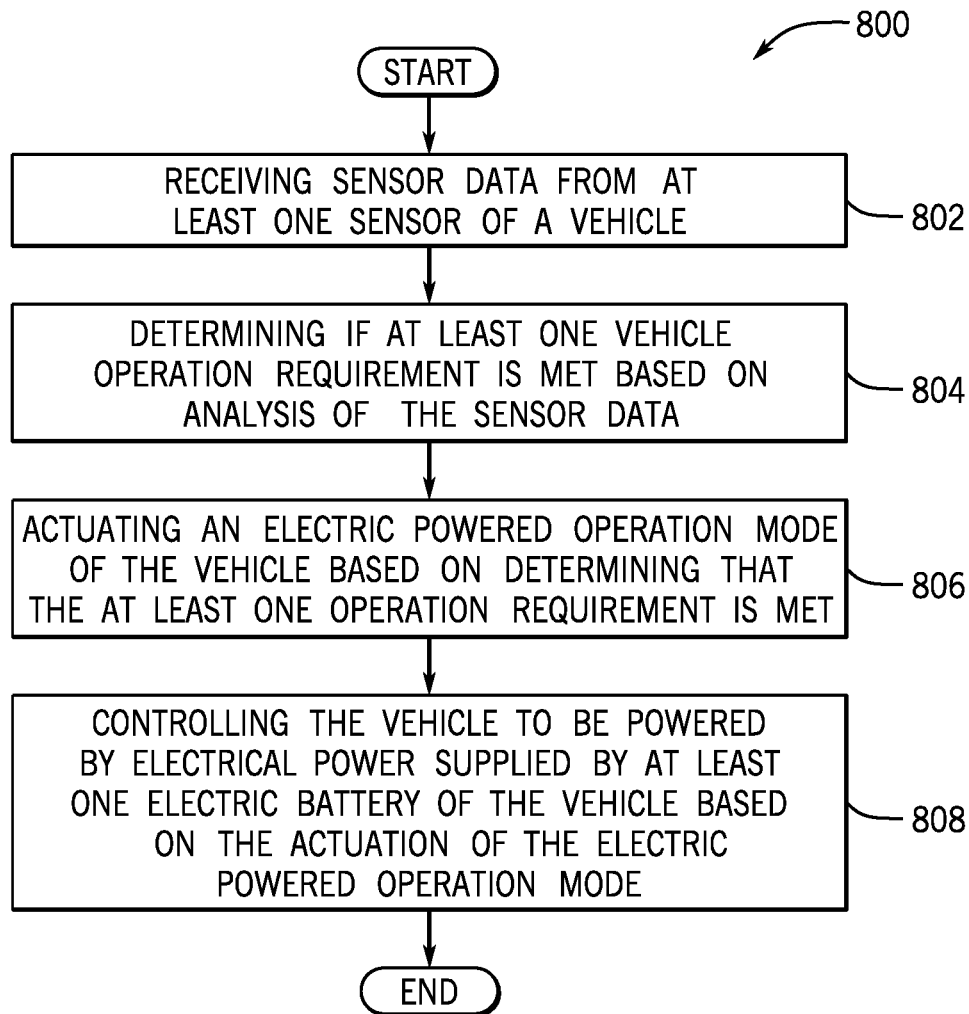 800
START
RECEIVING SENSOR DATA FROM AT
LEAST ONE SENSOR OF A VEHICLE
802
DETERMINING IF AT LEAST ONE VEHICLE
OPERATION REQUIREMENT IS MET BASED ON
ANALYSIS OF THE SENSOR DATA
804
ACTUATING AN ELECTRIC POWERED OPERATION MODE
OF THE VEHICLE BASED ON DETERMINING THAT
THE AT LEAST ONE OPERATION REQUIREMENT IS MET
806
CONTROLLING THE VEHICLE TO BE POWERED
BY ELECTRICAL POWER SUPPLIED BY AT LEAST
ONE ELECTRIC BATTERY OF THE VEHICLE BASED
ON THE ACTUATION OF THE ELECTRIC
POWERED OPERATION MODE
808
END